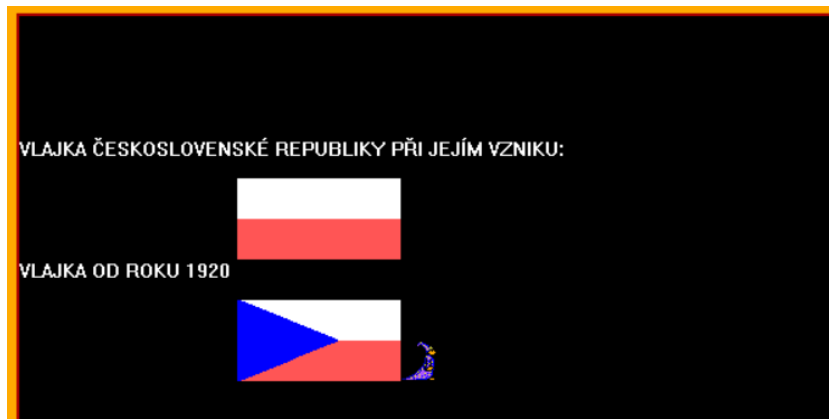 VLAJKA ČESKOSLOVENSKÉ REPUBLIKY PŘI JEJÍM VZNIKU:
VLAJKA OD ROKU 1920